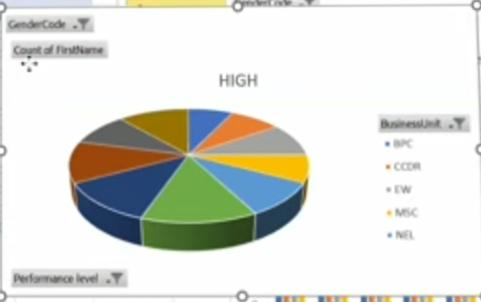 GenderCode
Count of FirstName
HIGH
BusinessUnit
BPC
CCDR
EW
MSC
NEL
Performance level